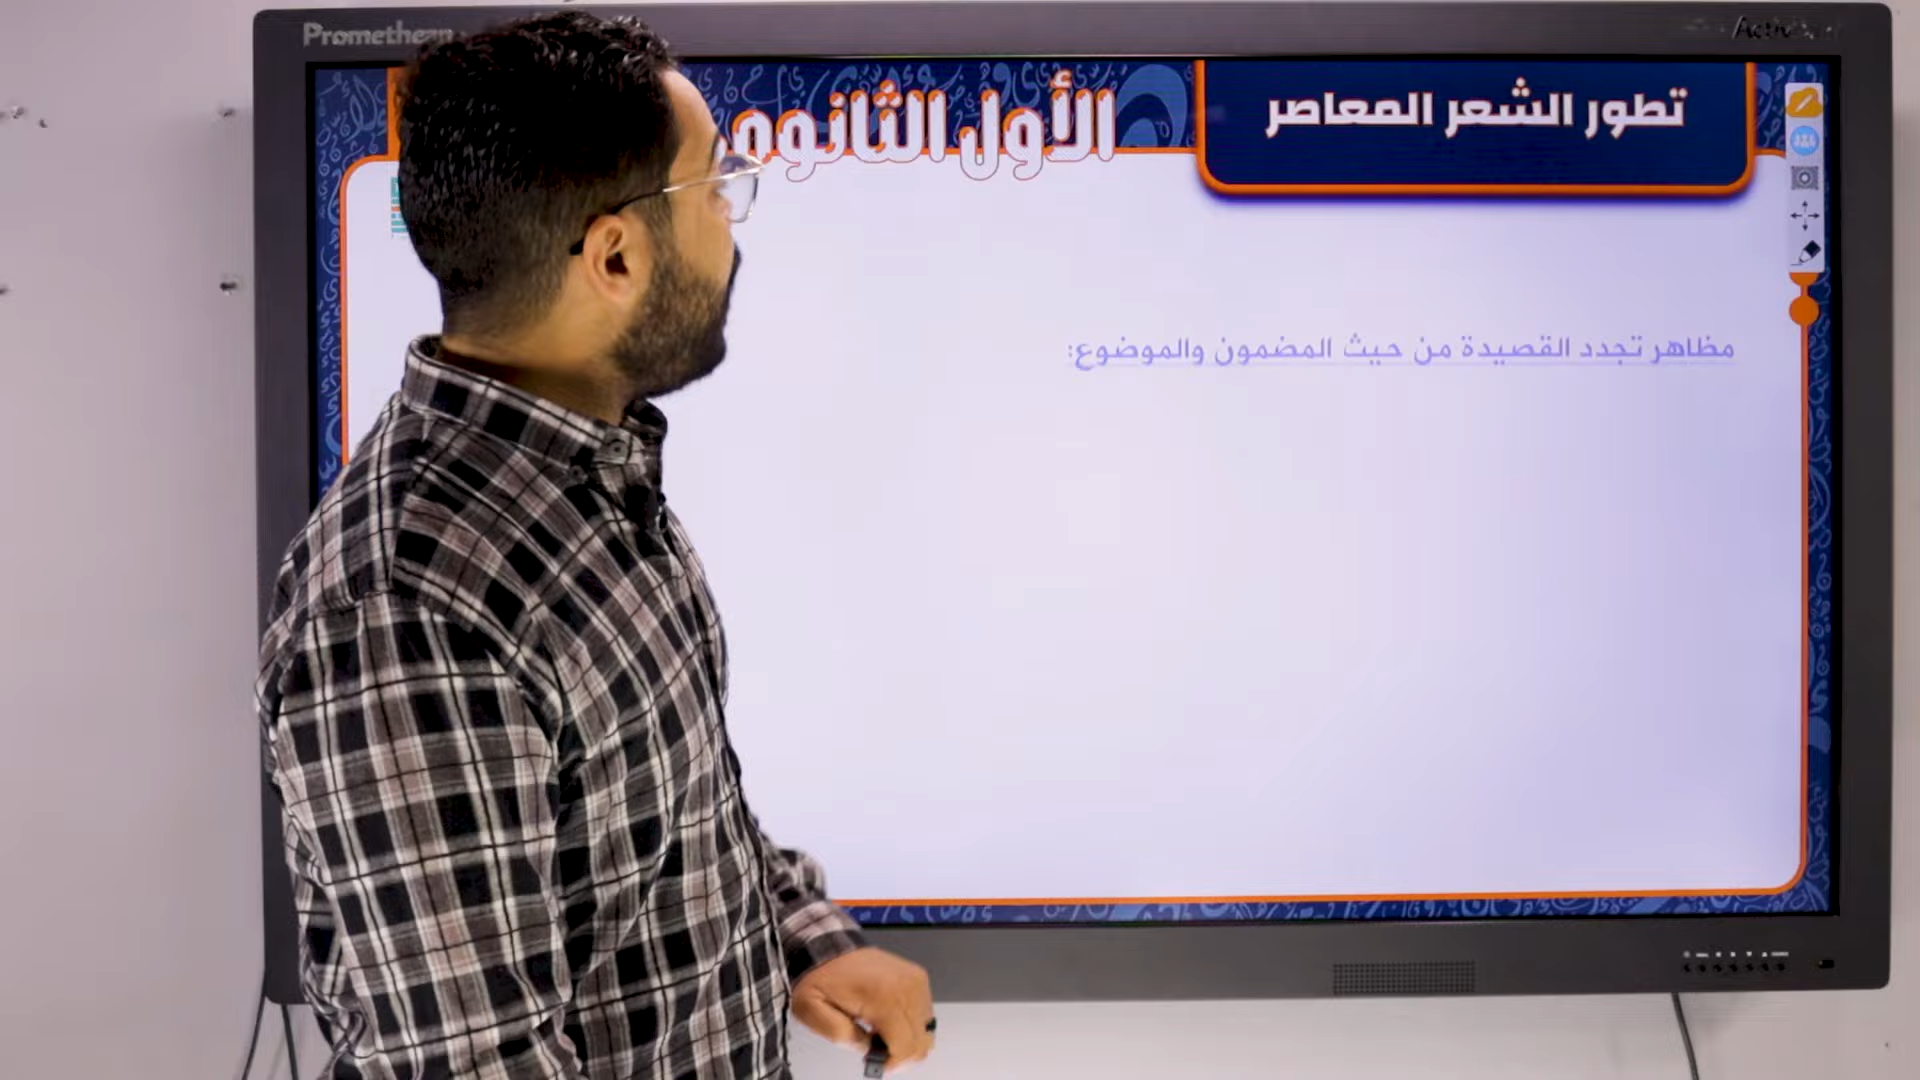 Promethean
تطور الشعر المعاصر
الأول الثانوي
مظاهر تجدد القصيدة من حيث المضمون والموضوع: